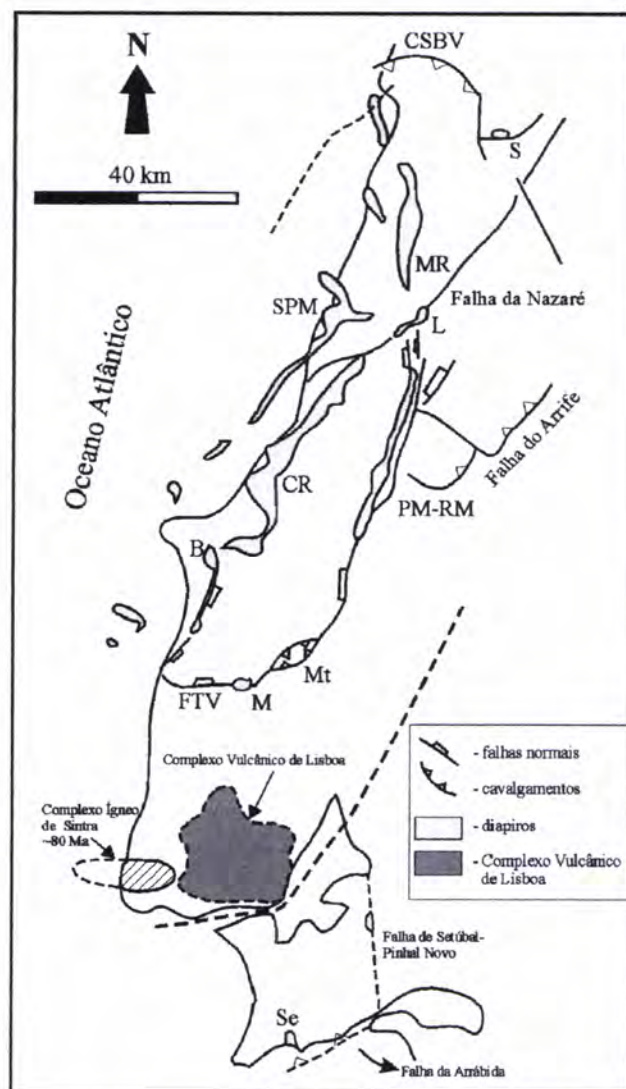 N
40 km
CSBV
S
MR
SPM
Falha da Nazaré
L
Oceano Atlântico
Falha do Arrife
CR
PM-RM
B
Mt
FTV
M
Complexo Vulcânico
de Lisboa
Complexo Ígneo
de Sintra
~80 Ma
- falhas normais
- cavalgamentos
- diapiros
- Complexo Vulcânico
de Lisboa
Falha de Setúbal-
Pinhal Novo
Se
Falha da Arrábida